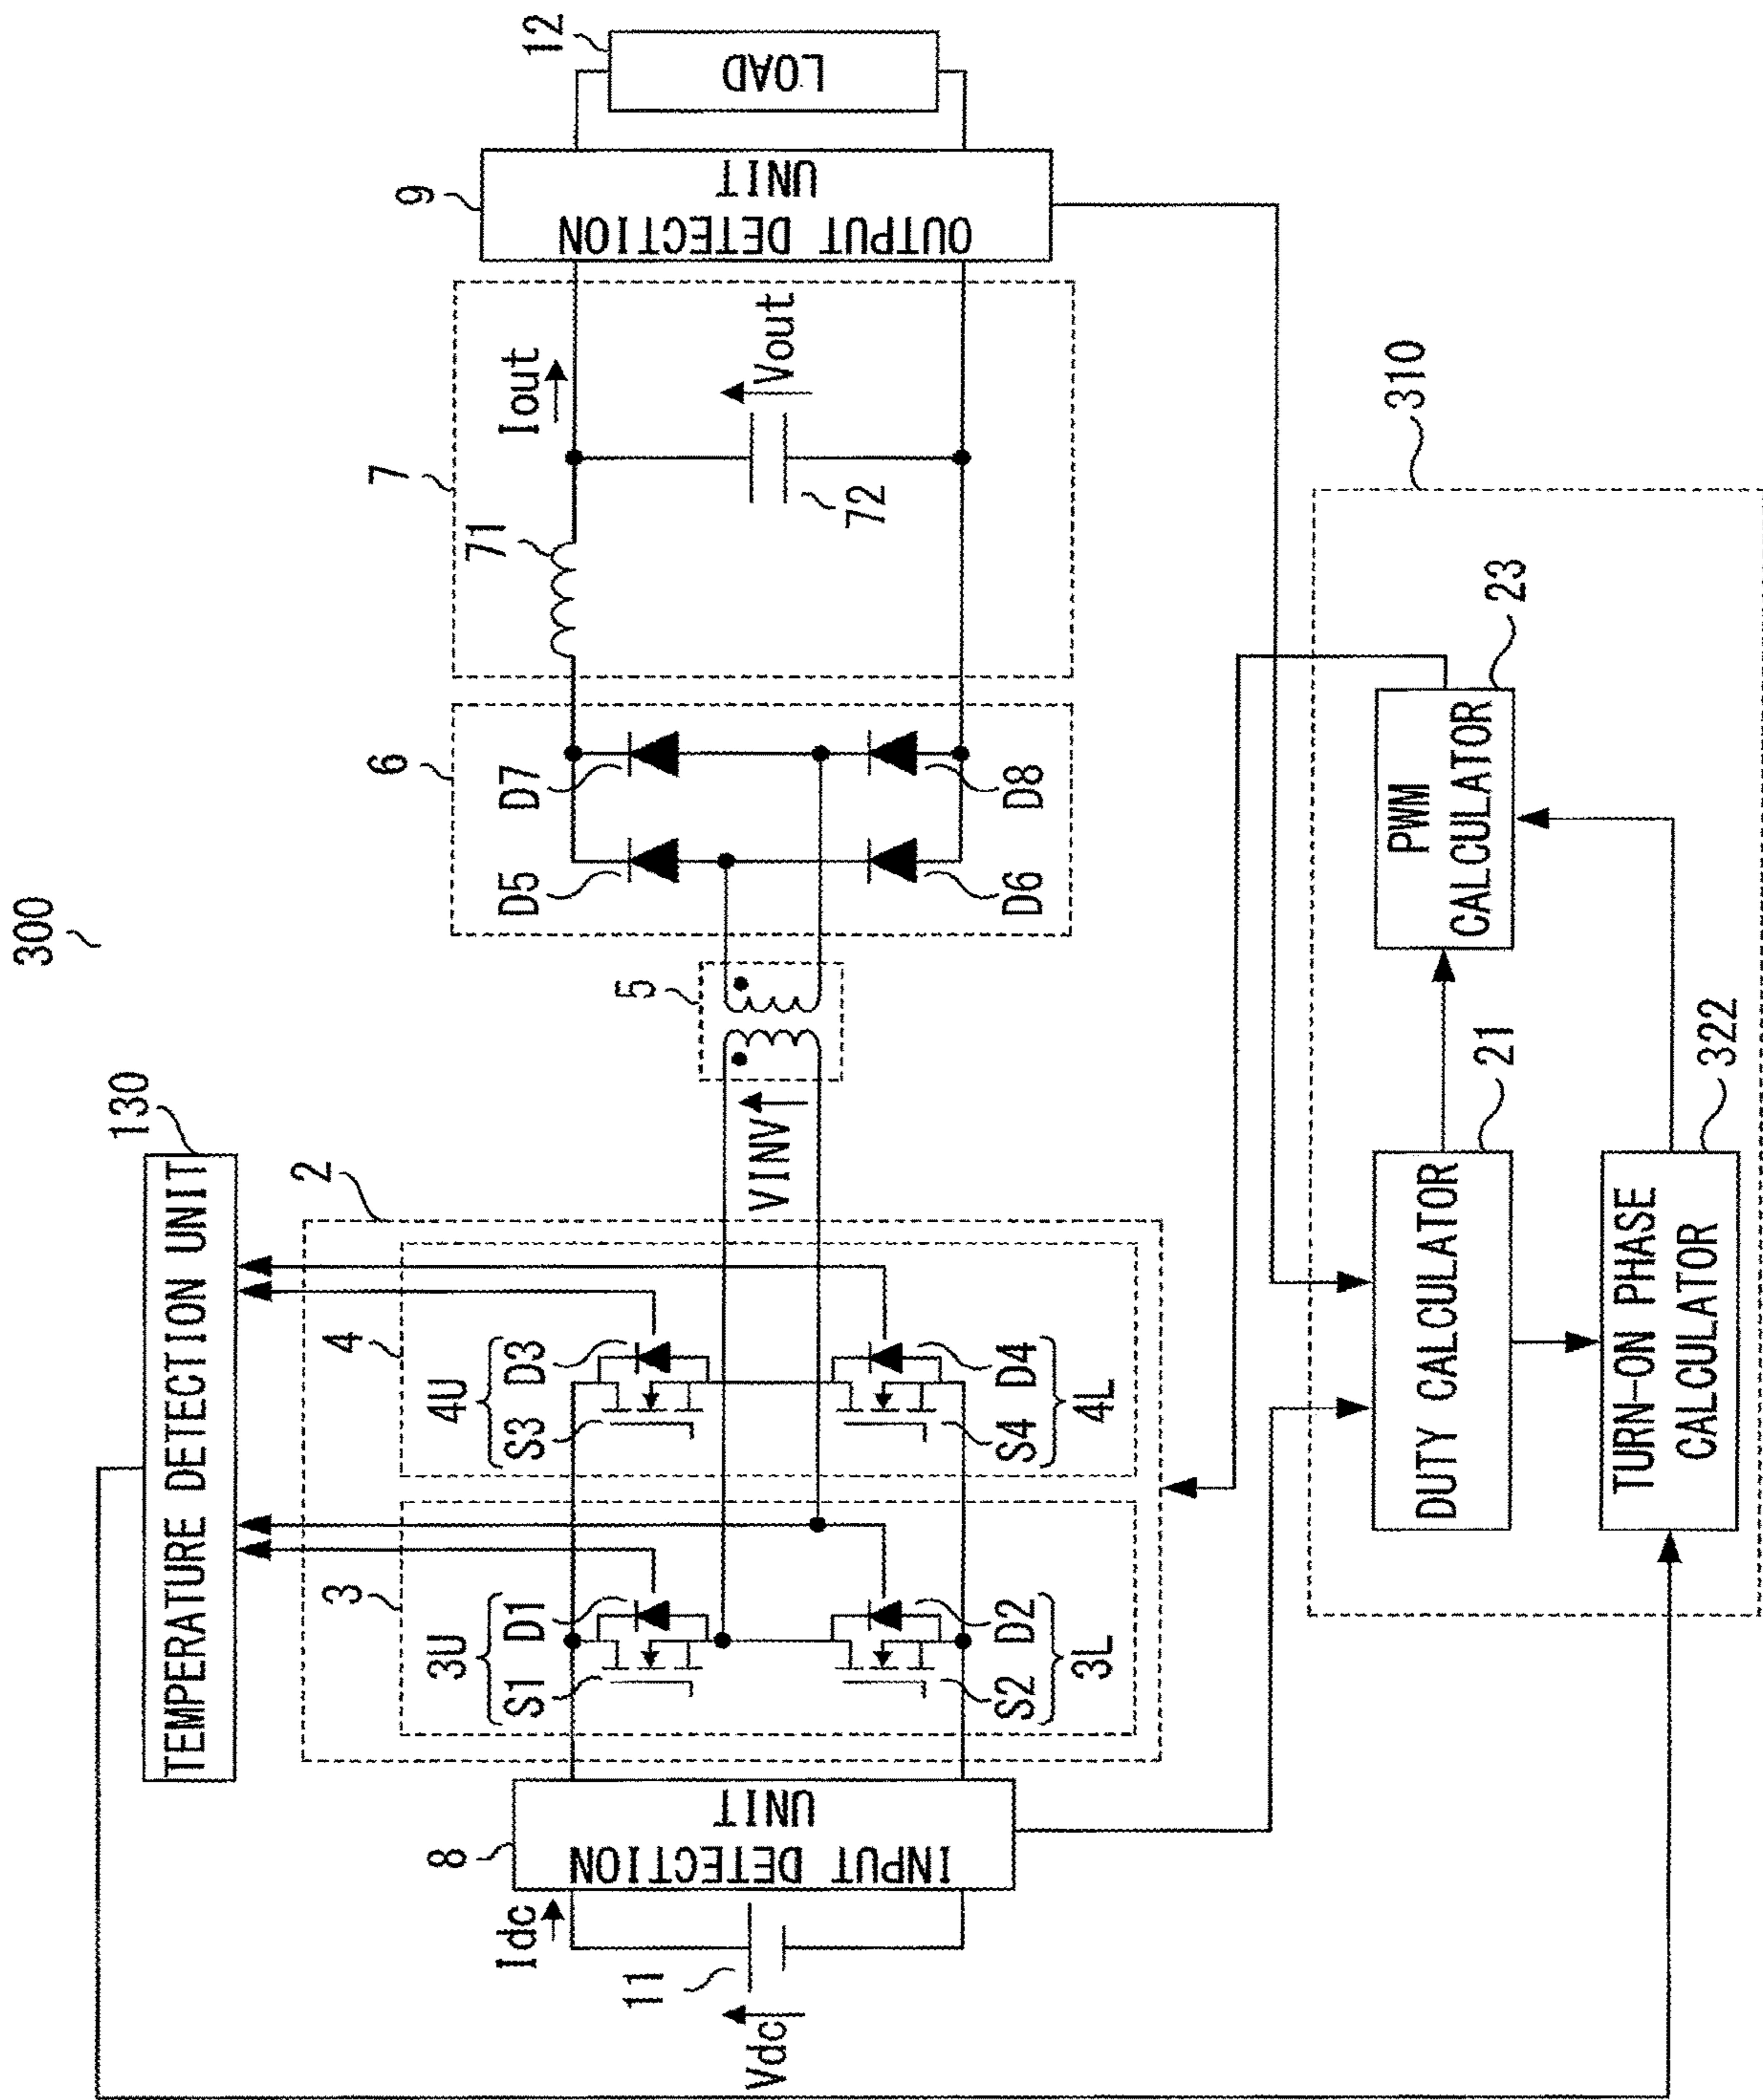 300
130
TEMPERATURE DETECTION UNIT
2
3
4
3U
S1
D1
4U
S3
D3
S2
D2
3L
S4
D4
4L
8
INPUT DETECTION
UNIT
Idc
11
Vdc
VINV
5
6
D5
D7
D6
D8
7
71
Iout
72
Vout
9
OUTPUT DETECTION
UNIT
12
LOAD
310
DUTY CALCULATOR
21
PWM
CALCULATOR
23
TURN-ON PHASE
CALCULATOR
322